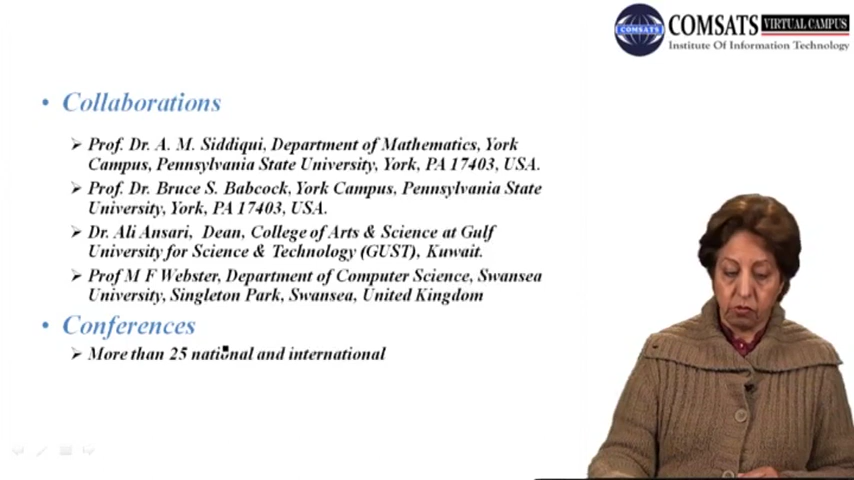 COMSATS VIRTUAL CAMPUS
COMSATS
Institute Of Information Technology
• Collaborations
➢ Prof. Dr. A. M. Siddiqui, Department of Mathematics, York
Campus, Pennsylvania State University, York, PA 17403, USA.
➢ Prof. Dr. Bruce S. Babcock, York Campus, Pennsylvania State
University, York, PA 17403, USA.
➢ Dr. Ali Ansari, Dean, College of Arts & Science at Gulf
University for Science & Technology (GUST), Kuwait.
➢ Prof M F Webster, Department of Computer Science, Swansea
University, Singleton Park, Swansea, United Kingdom
• Conferences
➢ More than 25 national and international